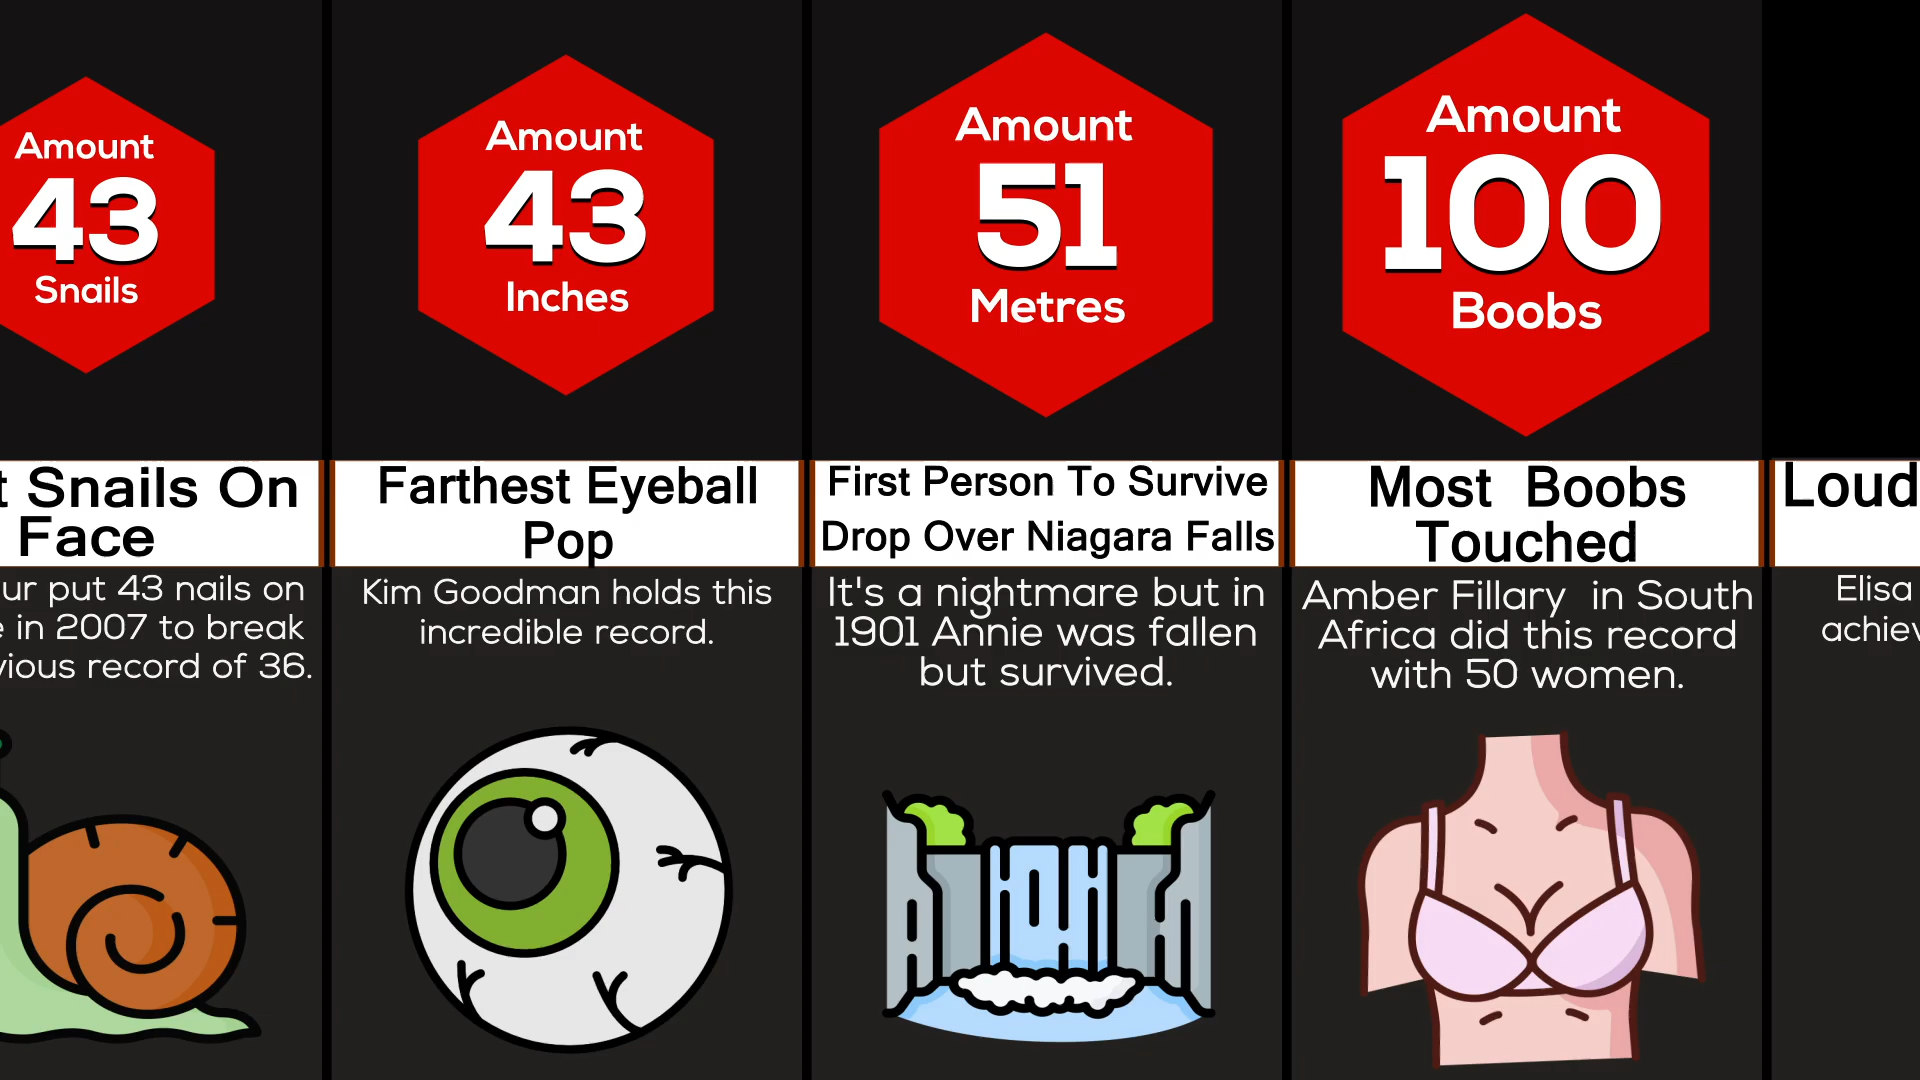 Amount
43
Snails
t Snails On
Face
ur put 43 nails on
e in 2007 to break
vious record of 36.
Amount
43
Inches
Farthest Eyeball
Pop
Kim Goodman holds this
incredible record.
Amount
51
Metres
First Person To Survive
Drop Over Niagara Falls
It's a nightmare but in
1901 Annie was fallen
but survived.
Amount
100
Boobs
Most Boobs
Touched
Amber Fillary in South
Africa did this record
with 50 women.
Loud
Elisa
achiev